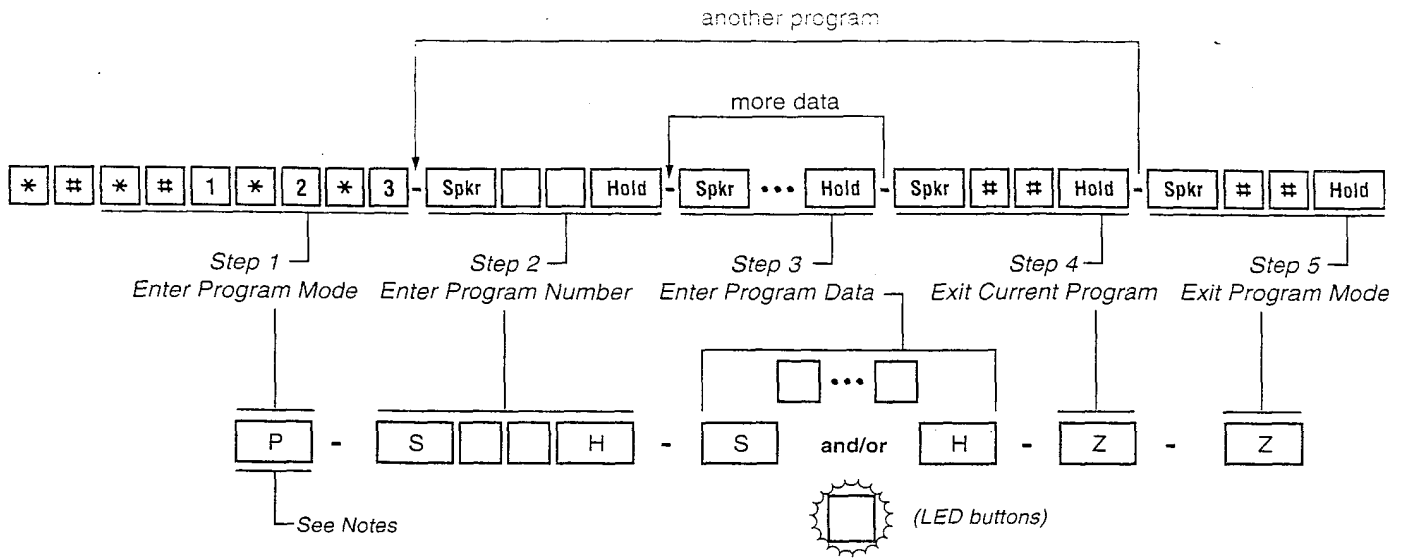 another program
more data
* # * # 1 * 2 * 3 - Spkr Hold - Spkr ••• Hold - Spkr # # Hold - Spkr # # Hold
Step 1 Step 2 Step 3 Step 4 Step 5
Enter Program Mode Enter Program Number Enter Program Data Exit Current Program Exit Program Mode
•••
P - S H - S and/or H - Z - Z
See Notes
(LED buttons)